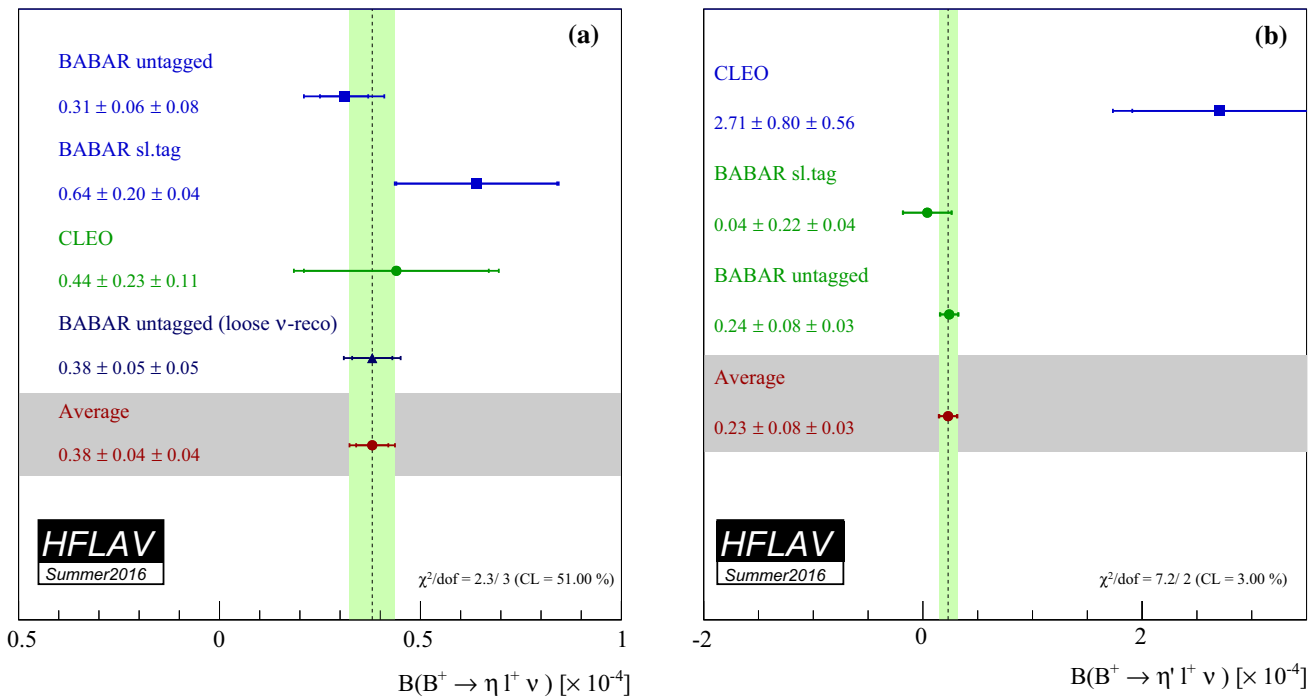 (a)
BABAR untagged
0.31 ± 0.06 ± 0.08
BABAR sl.tag
0.64 ± 0.20 ± 0.04
CLEO
0.44 ± 0.23 ± 0.11
BABAR untagged (loose ν-reco)
0.38 ± 0.05 ± 0.05
Average
0.38 ± 0.04 ± 0.04
HFLAV
Summer2016
χ²/dof = 2.3/ 3 (CL = 51.00 %)
0.5 0 0.5 1
B(B⁺ → η l⁺ ν ) [× 10⁻⁴]
(b)
CLEO
2.71 ± 0.80 ± 0.56
BABAR sl.tag
0.04 ± 0.22 ± 0.04
BABAR untagged
0.24 ± 0.08 ± 0.03
Average
0.23 ± 0.08 ± 0.03
HFLAV
Summer2016
χ²/dof = 7.2/ 2 (CL = 3.00 %)
-2 0 2
B(B⁺ → η' l⁺ ν ) [× 10⁻⁴]